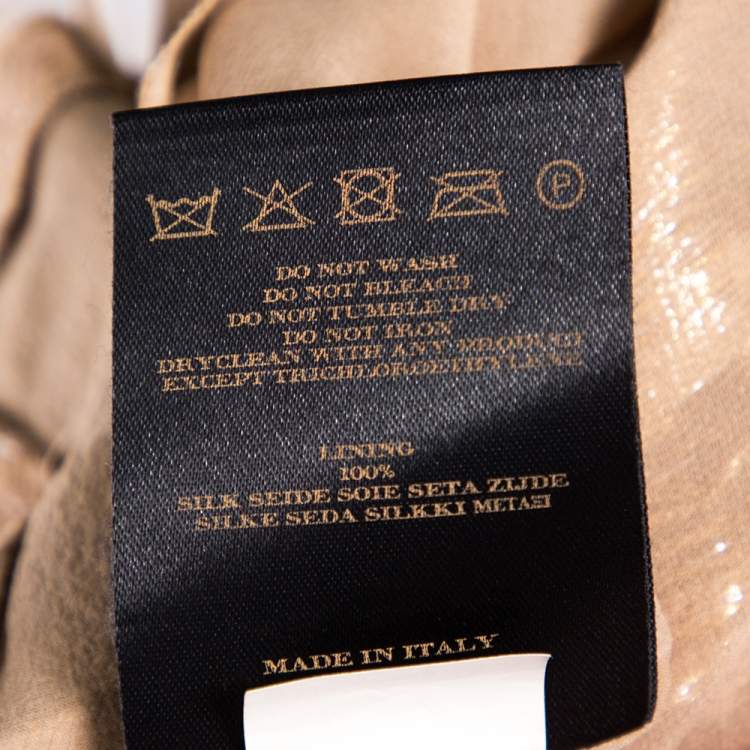 P
DO NOT WASH
DO NOT BLEACH
DO NOT TUMBLE DRY
DO NOT IRON
DRYCLEAN WITH ANY PRODUCT
EXCEPT TRICHLOROETHYLENE
LINING
100%
SILK SEIDE SOIE SETA ZIJDE
SILKE SEDA SILKKI ΜΕΤΑΞΙ
MADE IN ITALY